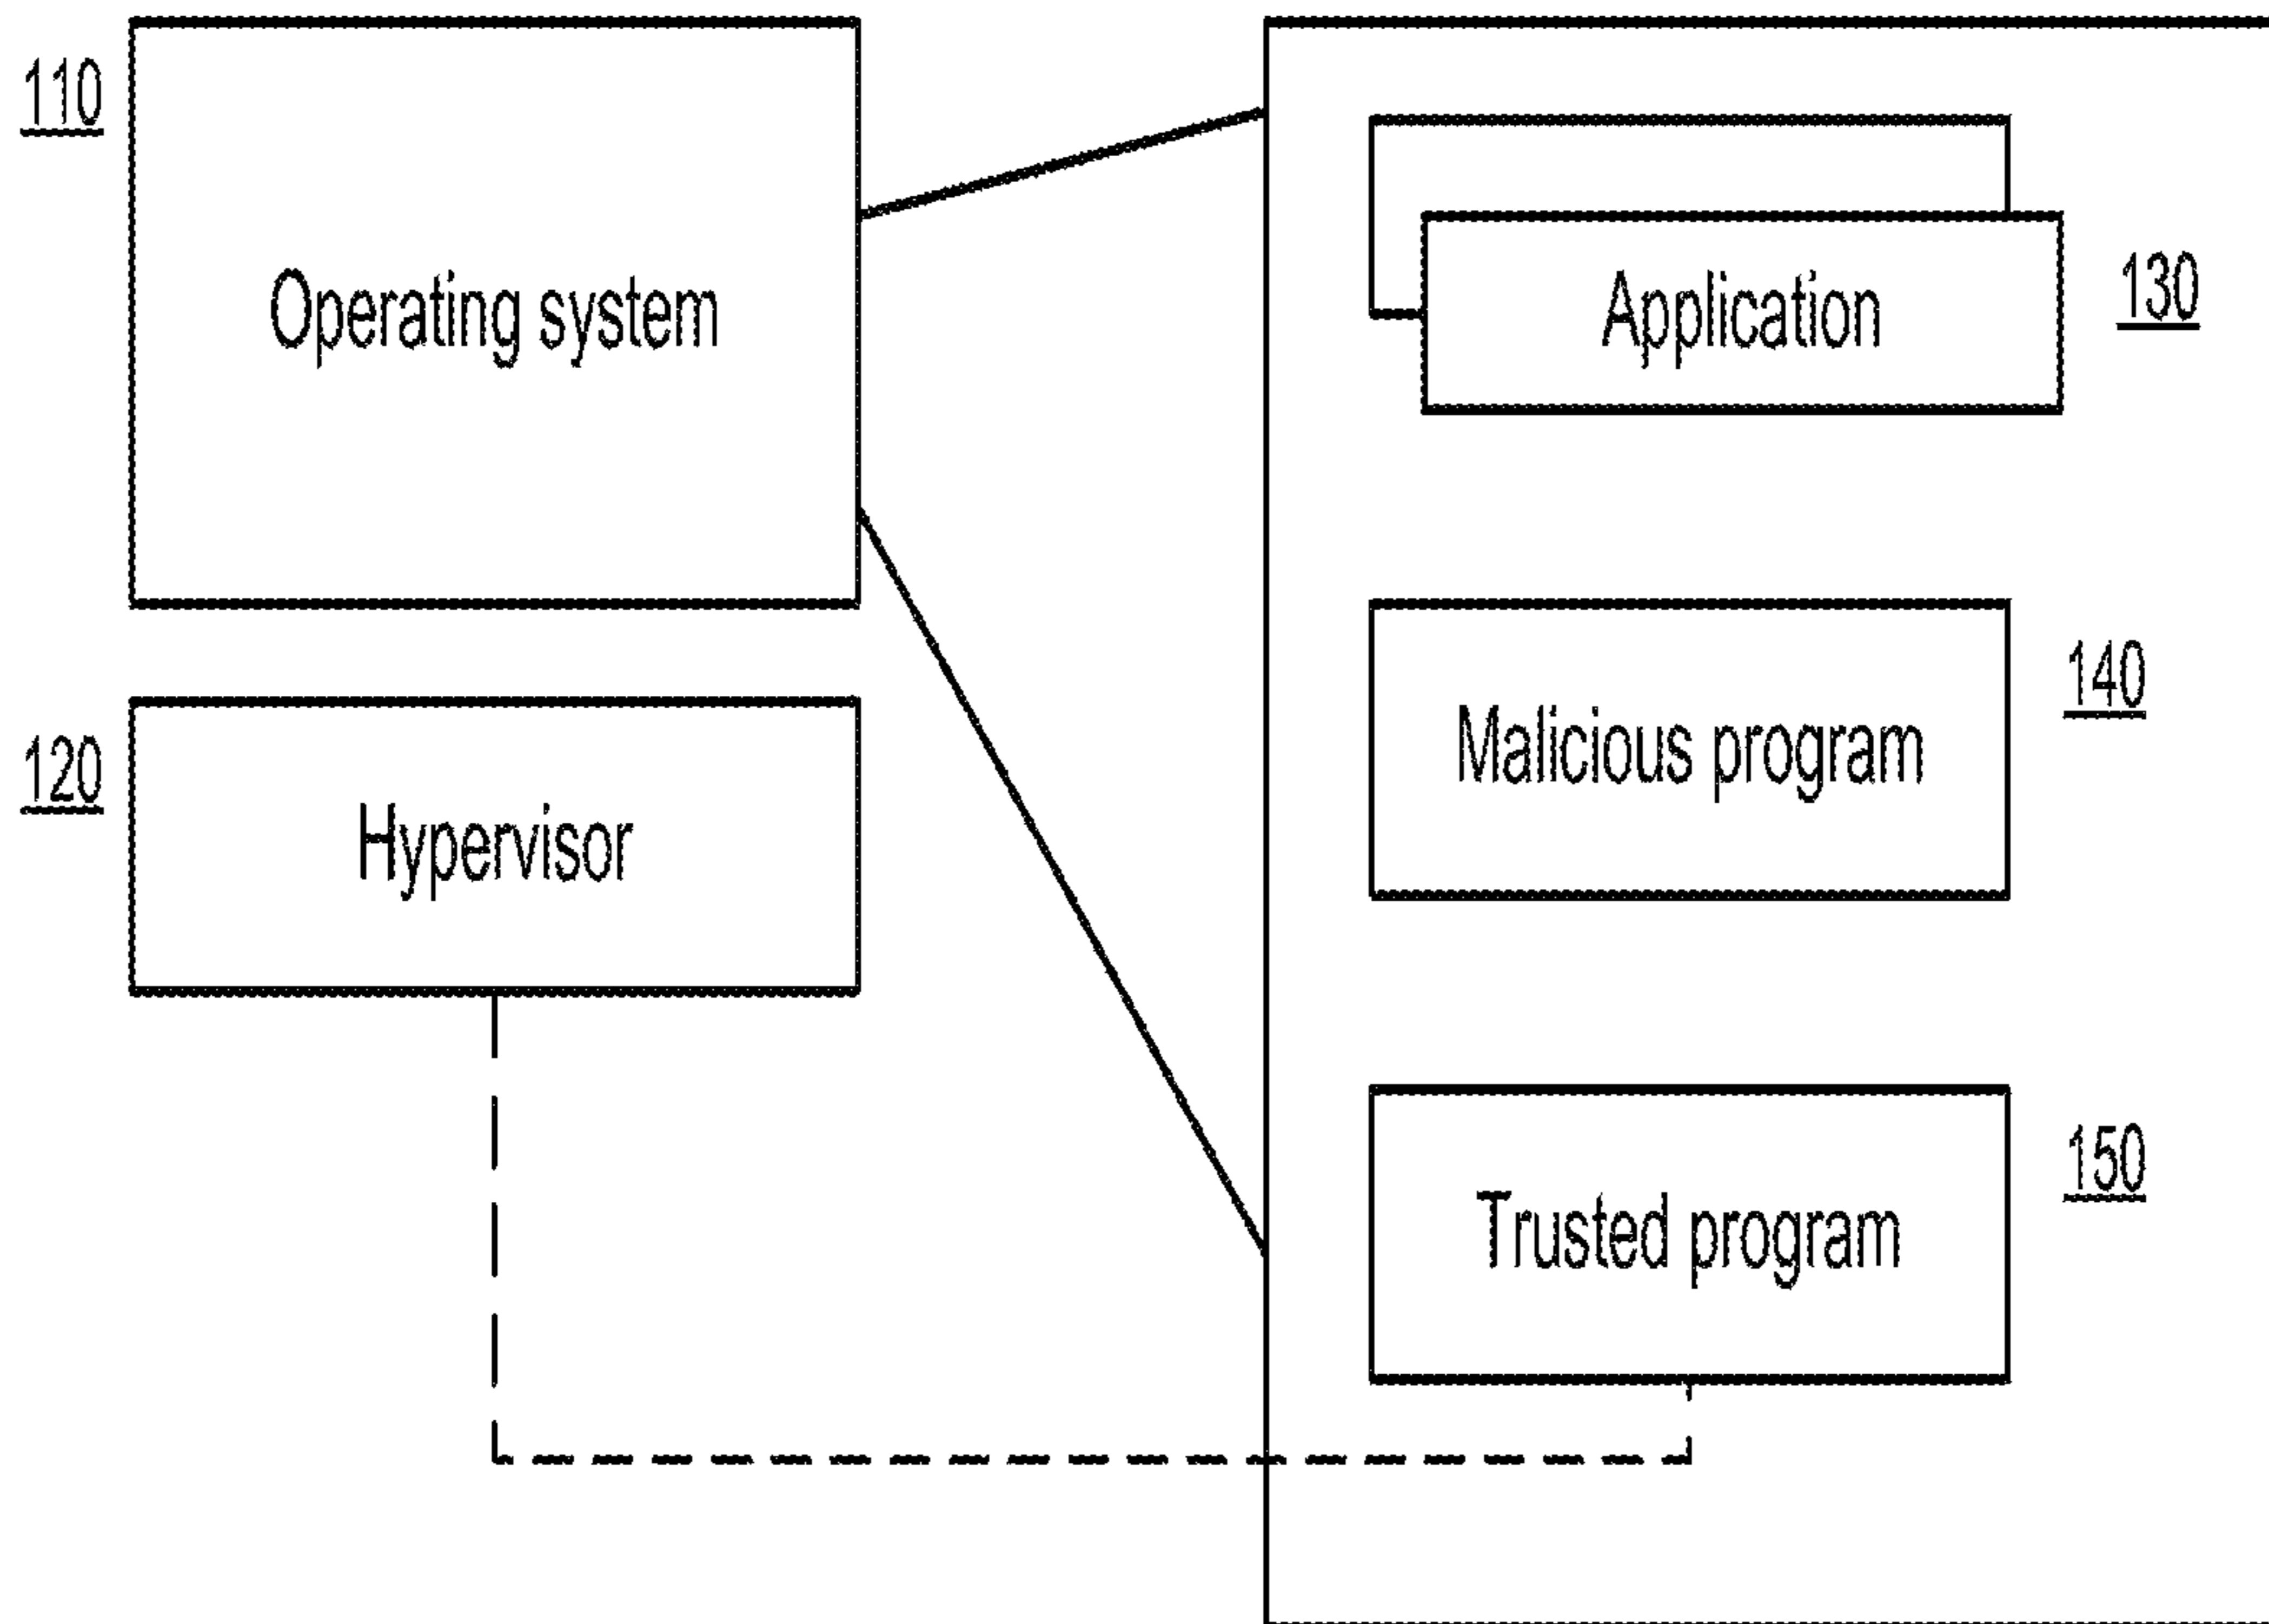 110
Operating system
120
Hypervisor
Application
130
Malicious program
140
Trusted program
150